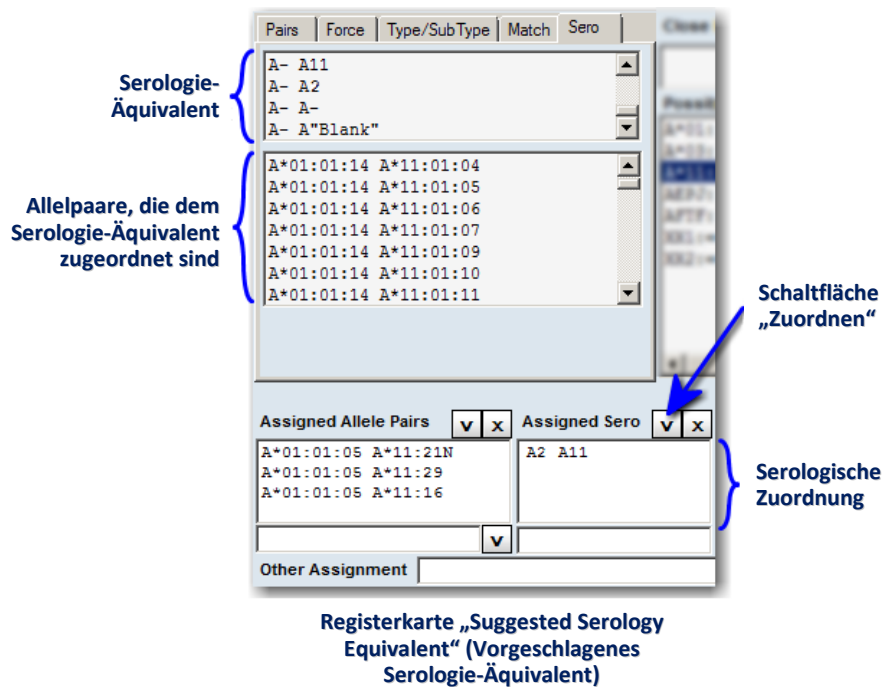 Pairs Force Type/SubType Match Sero
A- A11
A- A2
A- A-
A- A"Blank"
Serologie-
Äquivalent
A*01:01:14 A*11:01:04
A*01:01:14 A*11:01:05
A*01:01:14 A*11:01:06
A*01:01:14 A*11:01:07
A*01:01:14 A*11:01:09
A*01:01:14 A*11:01:10
A*01:01:14 A*11:01:11
Allelpaare, die dem
Serologie-Äquivalent
zugeordnet sind
Schaltfläche
„Zuordnen“
Assigned Allele Pairs v x Assigned Sero v x
A*01:01:05 A*11:21N
A*01:01:05 A*11:29
A*01:01:05 A*11:16
A2 A11
Serologische
Zuordnung
v
Other Assignment
Registerkarte „Suggested Serology
Equivalent“ (Vorgeschlagenes
Serologie-Äquivalent)